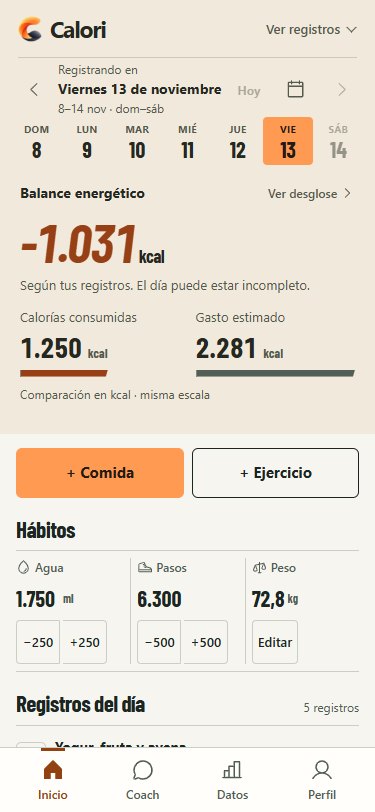 Calori
Ver registros
Registrando en
Viernes 13 de noviembre
Hoy
8–14 nov · dom–sáb
DOM LUN MAR MIÉ JUE VIE SÁB
8 9 10 11 12 13 14
Balance energético
Ver desglose
-1.031 kcal
Según tus registros. El día puede estar incompleto.
Calorías consumidas Gasto estimado
1.250 kcal 2.281 kcal
Comparación en kcal · misma escala
+ Comida + Ejercicio
Hábitos
Agua Pasos Peso
1.750 ml 6.300 72,8 kg
−250 +250 −500 +500 Editar
Registros del día
5 registros
Yogur, fruta y avena
Inicio Coach Datos Perfil